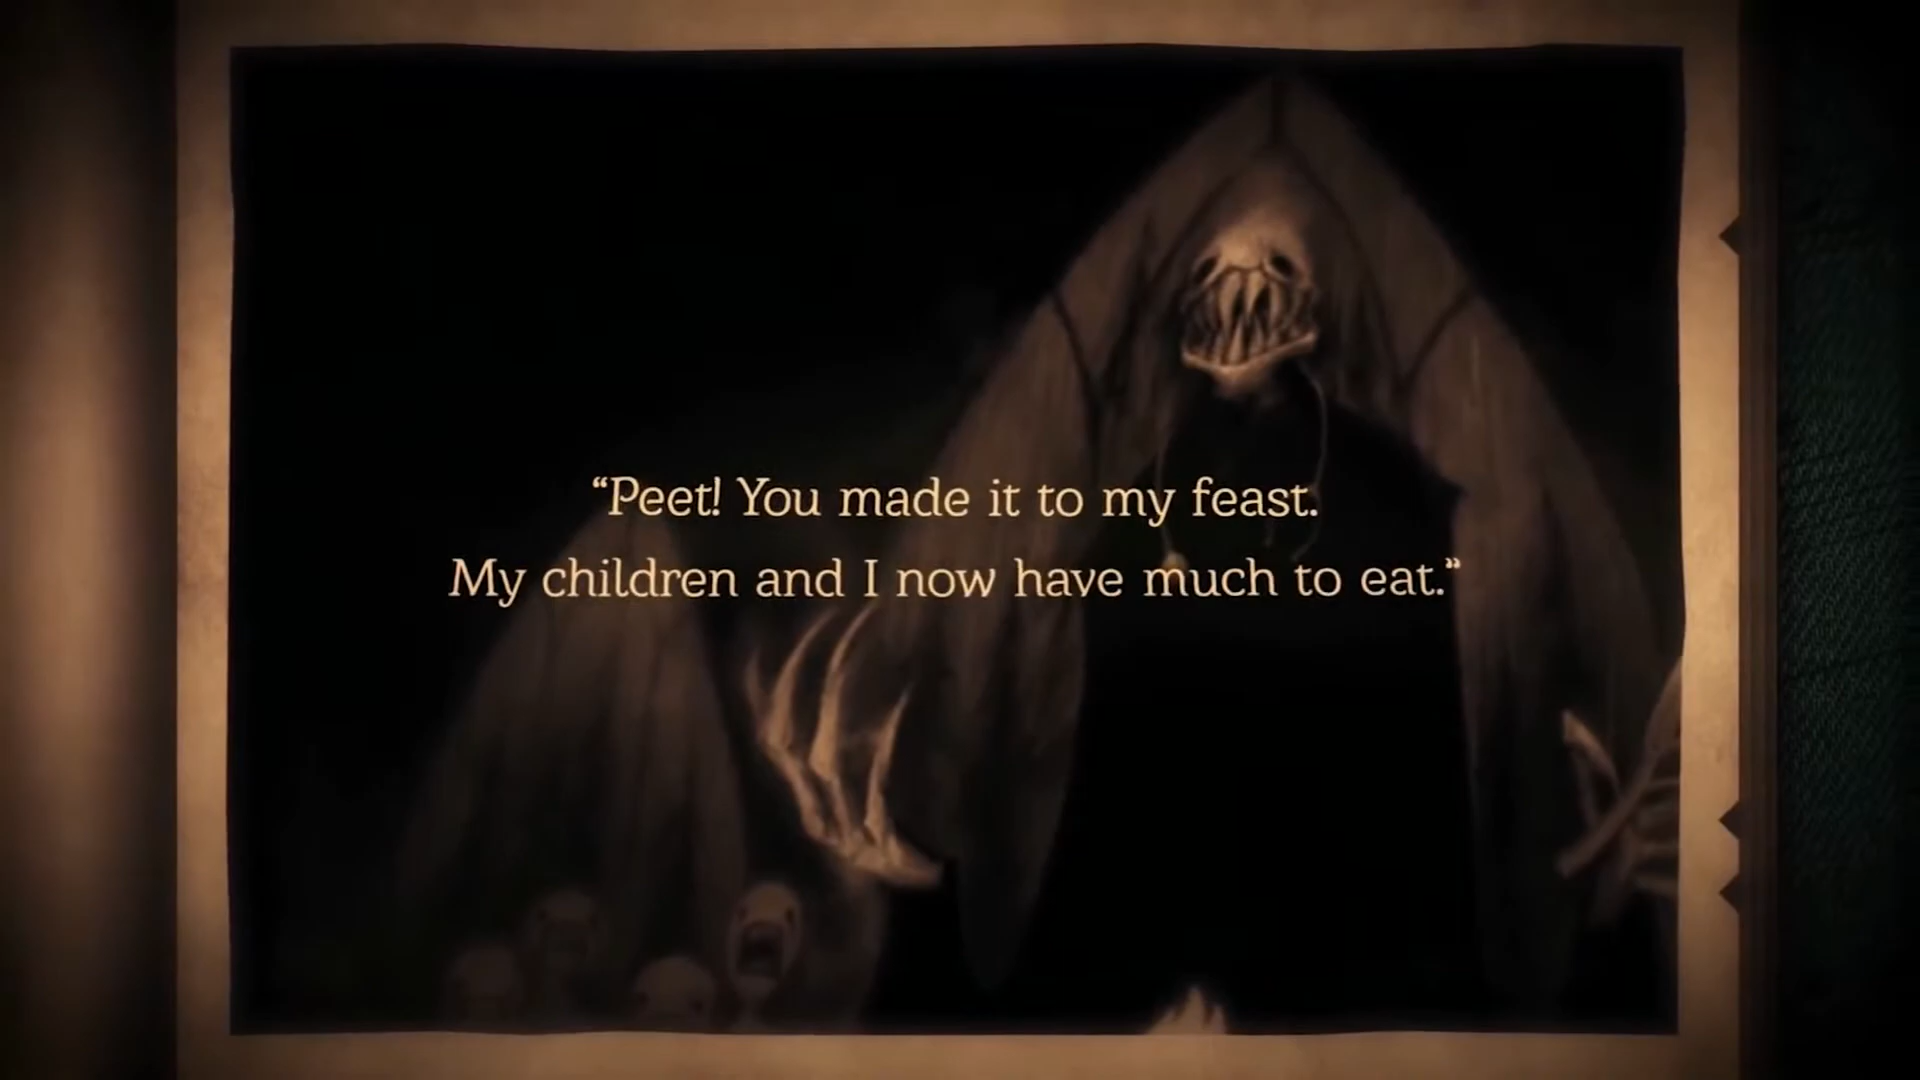 “Peet! You made it to my feast.
My children and I now have much to eat.”